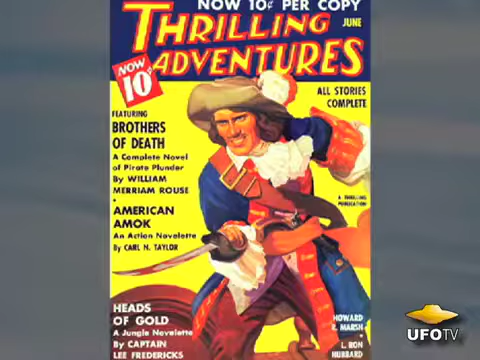 NOW 10¢ PER COPY
THRILLING
JUNE
ADVENTURES
NOW
10¢
ALL STORIES
COMPLETE
FEATURING
BROTHERS
OF DEATH
A Complete Novel
of Pirate Plunder
By WILLIAM
MERRIAM ROUSE
AMERICAN
AMOK
An Action Novelette
By CARL N. TAYLOR
A THRILLING
PUBLICATION
HEADS
OF GOLD
A Jungle Novelette
By CAPTAIN
LEE FREDERICKS
HOWARD
R. MARSH
L. RON
HUBBARD
UFOTV